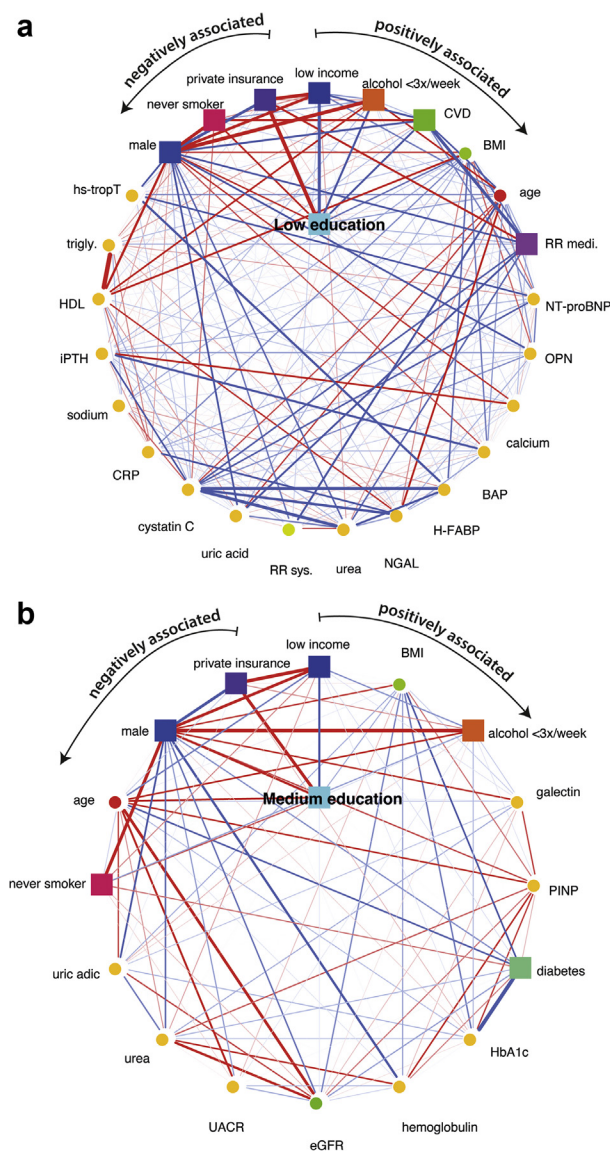 a
negatively associated
positively associated
private insurance
low income
alcohol <3x/week
never smoker
CVD
male
BMI
hs-tropT
age
Low education
RR medi.
trigly.
HDL
NT-proBNP
iPTH
OPN
sodium
calcium
CRP
BAP
cystatin C
H-FABP
uric acid
NGAL
RR sys.
urea
b
negatively associated
positively associated
low income
BMI
private insurance
male
alcohol <3x/week
age
Medium education
galectin
never smoker
PINP
uric adic
diabetes
urea
HbA1c
UACR
hemoglobulin
eGFR